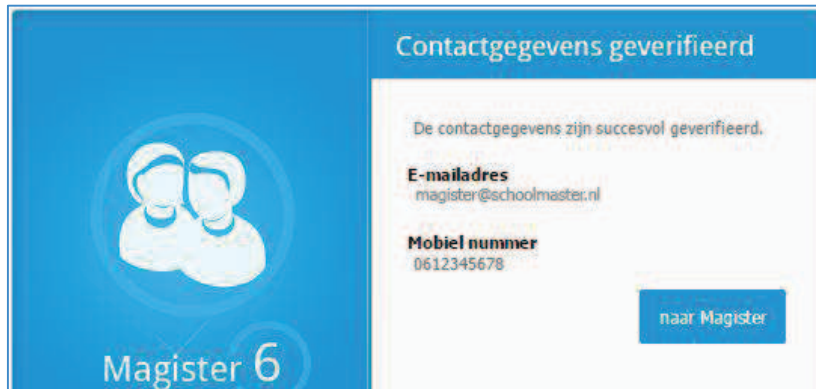 Contactgegevens geverifieerd
De contactgegevens zijn succesvol geverifieerd.
E-mailadres
magister@schoolmaster.nl
Mobiel nummer
0612345678
naar Magister
Magister 6